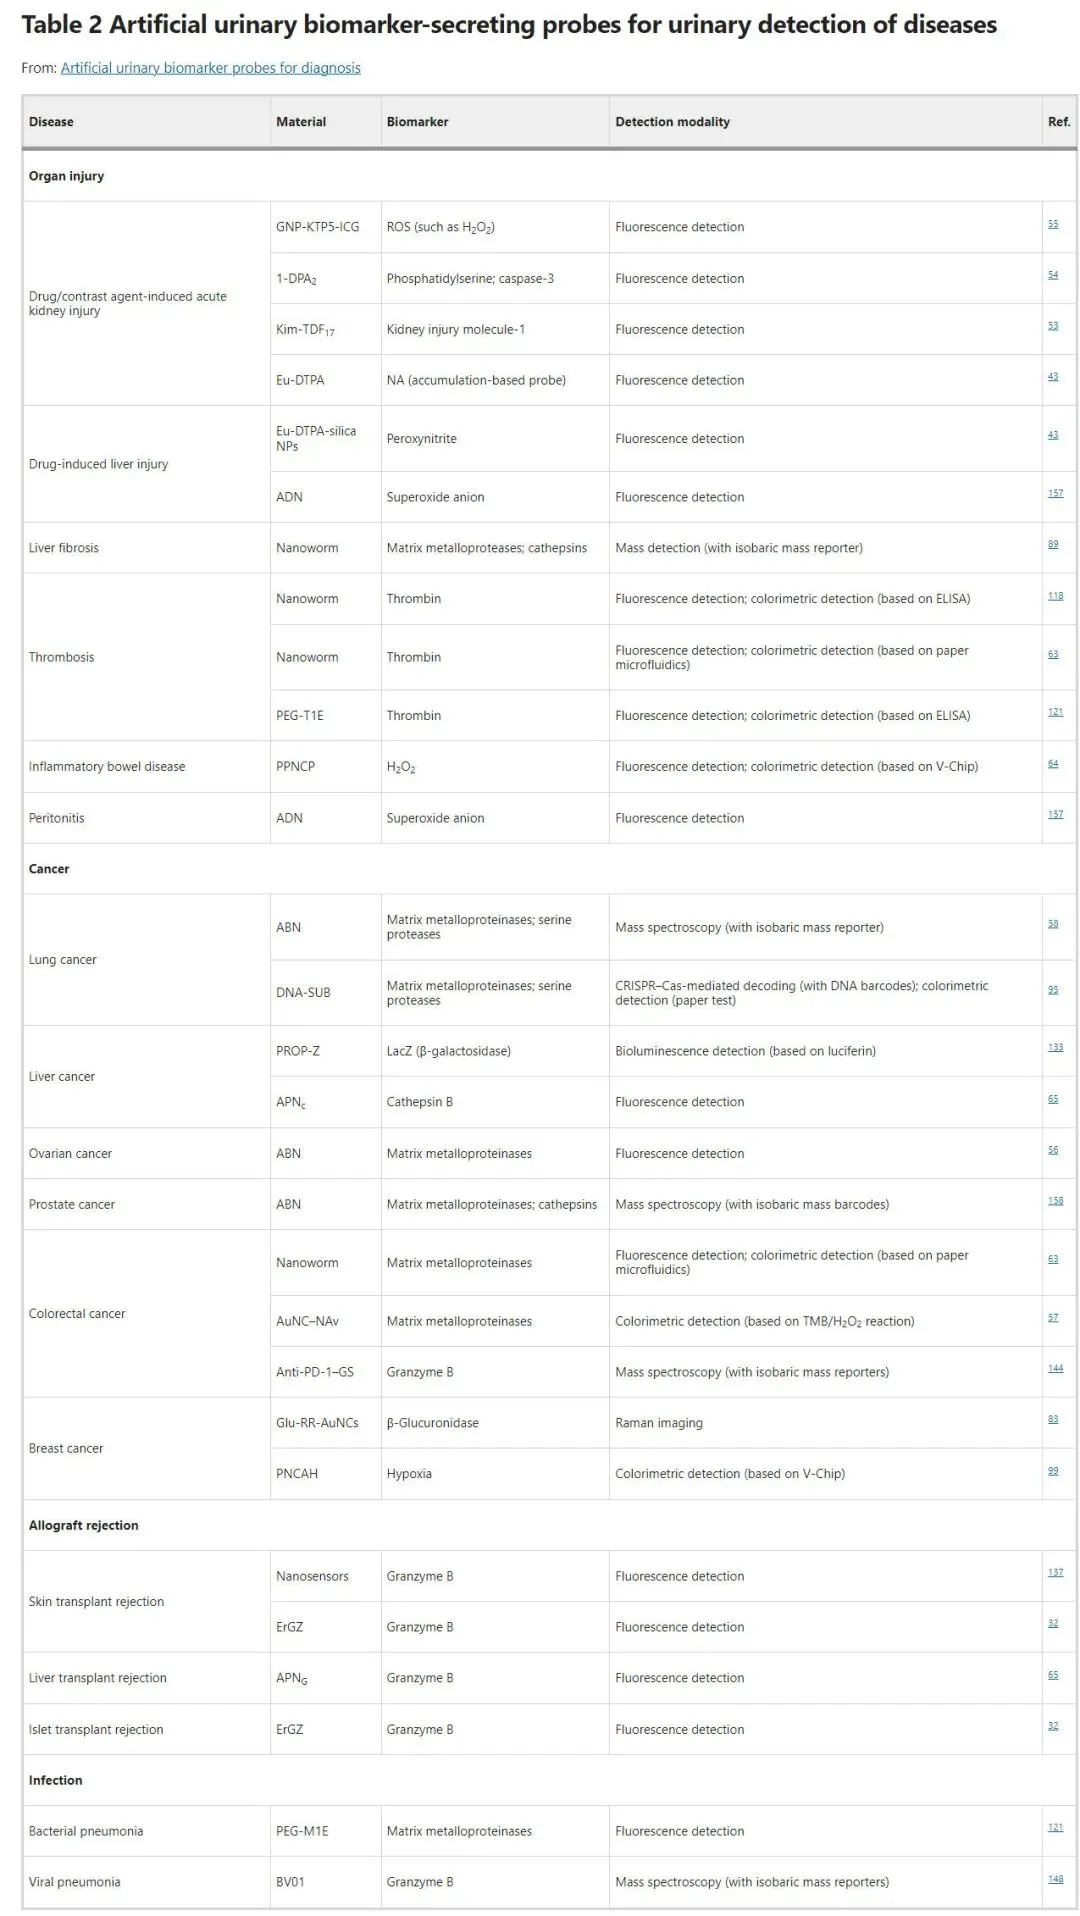 Table 2 Artificial urinary biomarker-secreting probes for urinary detection of diseases
From: Artificial urinary biomarker probes for diagnosis
Disease Material Biomarker Detection modality Ref.
Organ injury
Drug/contrast agent-induced acute
kidney injury
GNP-KTP5-ICG ROS (such as H₂O₂) Fluorescence detection 55
1-DPA₂ Phosphatidylserine; caspase-3 Fluorescence detection 54
Kim-TDF₁₇ Kidney injury molecule-1 Fluorescence detection 53
Eu-DTPA NA (accumulation-based probe) Fluorescence detection 43
Drug-induced liver injury
Eu-DTPA-silica
NPs
Peroxynitrite Fluorescence detection 43
ADN Superoxide anion Fluorescence detection 157
Liver fibrosis Nanoworm Matrix metalloproteases; cathepsins Mass detection (with isobaric mass reporter) 89
Thrombosis
Nanoworm Thrombin Fluorescence detection; colorimetric detection (based on ELISA) 118
Nanoworm Thrombin Fluorescence detection; colorimetric detection (based on paper
microfluidics) 63
PEG-T1E Thrombin Fluorescence detection; colorimetric detection (based on ELISA) 121
Inflammatory bowel disease PPNCP H₂O₂ Fluorescence detection; colorimetric detection (based on V-Chip) 64
Peritonitis ADN Superoxide anion Fluorescence detection 157
Cancer
Lung cancer
ABN Matrix metalloproteinases; serine
proteases
Mass spectroscopy (with isobaric mass reporter) 58
DNA-SUB Matrix metalloproteinases; serine
proteases
CRISPR–Cas-mediated decoding (with DNA barcodes); colorimetric
detection (paper test) 95
Liver cancer
PROP-Z LacZ (β-galactosidase) Bioluminescence detection (based on luciferin) 133
APN꜀ Cathepsin B Fluorescence detection 65
Ovarian cancer ABN Matrix metalloproteinases Fluorescence detection 56
Prostate cancer ABN Matrix metalloproteinases; cathepsins Mass spectroscopy (with isobaric mass barcodes) 158
Colorectal cancer
Nanoworm Matrix metalloproteinases Fluorescence detection; colorimetric detection (based on paper
microfluidics) 63
AuNC–NAv Matrix metalloproteinases Colorimetric detection (based on TMB/H₂O₂ reaction) 57
Anti-PD-1–GS Granzyme B Mass spectroscopy (with isobaric mass reporters) 144
Breast cancer
Glu-RR-AuNCs β-Glucuronidase Raman imaging 83
PNCAH Hypoxia Colorimetric detection (based on V-Chip) 99
Allograft rejection
Skin transplant rejection
Nanosensors Granzyme B Fluorescence detection 137
ErGZ Granzyme B Fluorescence detection 32
Liver transplant rejection APNG Granzyme B Fluorescence detection 65
Islet transplant rejection ErGZ Granzyme B Fluorescence detection 32
Infection
Bacterial pneumonia PEG-M1E Matrix metalloproteinases Fluorescence detection 121
Viral pneumonia BV01 Granzyme B Mass spectroscopy (with isobaric mass reporters) 148